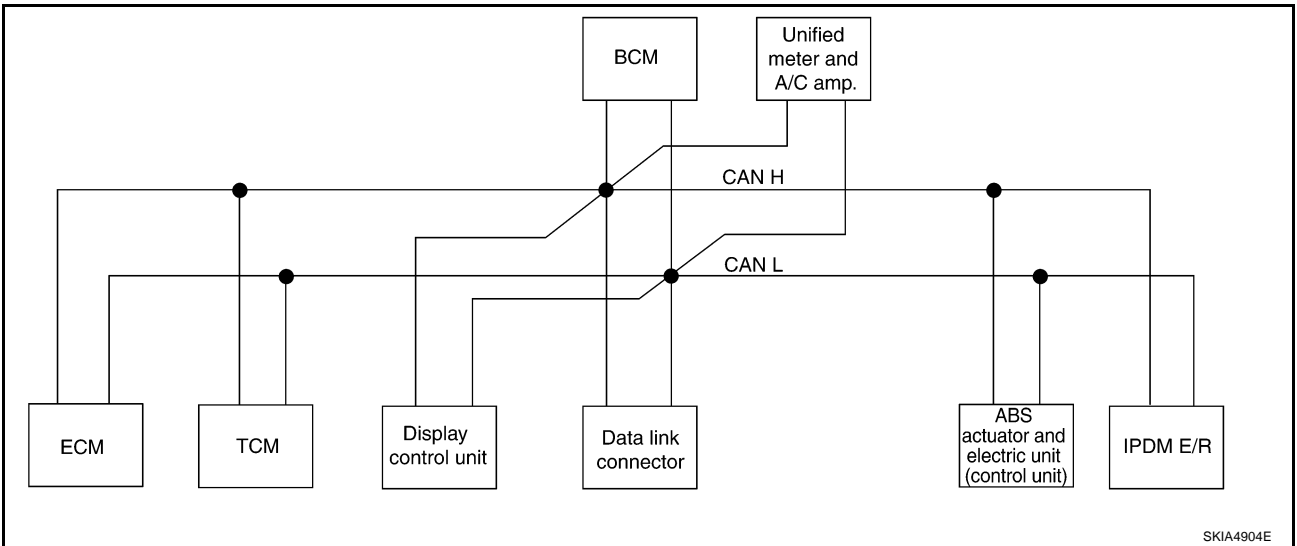 BCM
Unified
meter and
A/C amp.
CAN H
CAN L
ECM
TCM
Display
control unit
Data link
connector
ABS
actuator and
electric unit
(control unit)
IPDM E/R
SKIA4904E